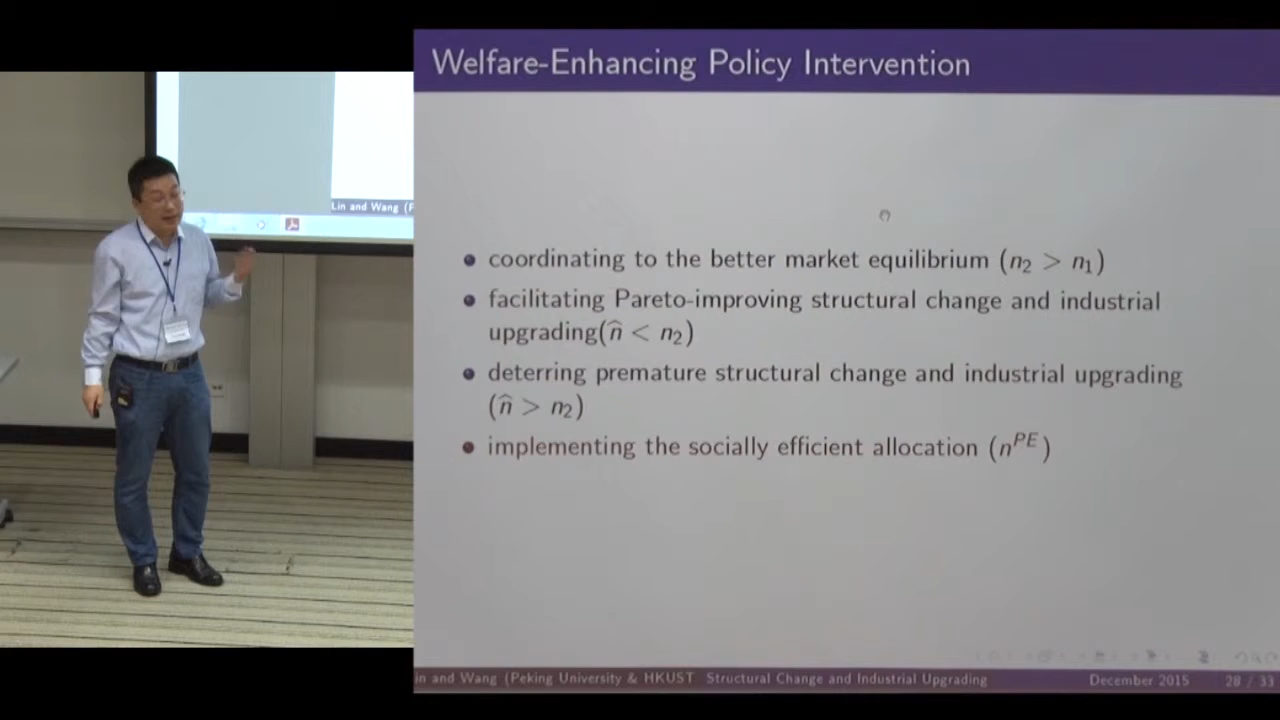 Welfare-Enhancing Policy Intervention
coordinating to the better market equilibrium (n₂ > n₁)
facilitating Pareto-improving structural change and industrial
upgrading(n̂ < n₂)
deterring premature structural change and industrial upgrading
(n̂ > n₂)
implementing the socially efficient allocation (nᴾᴱ)
Lin and Wang (
in and Wang (Peking University & HKUST Structural Change and Industrial Upgrading December 2015 28 / 33